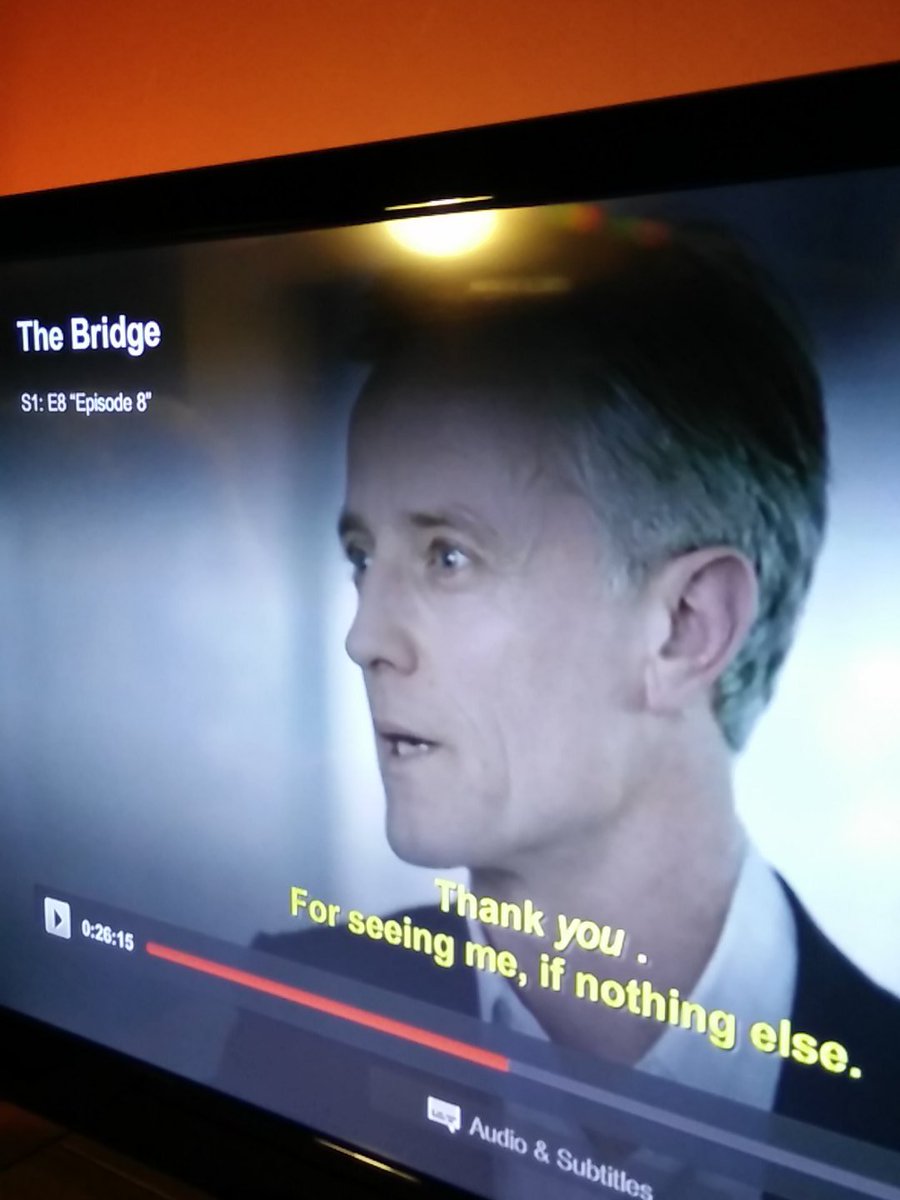 The Bridge
S1: E8 "Episode 8"
Thank you .
For seeing me, if nothing else.
0:26:15
Audio & Subtitles